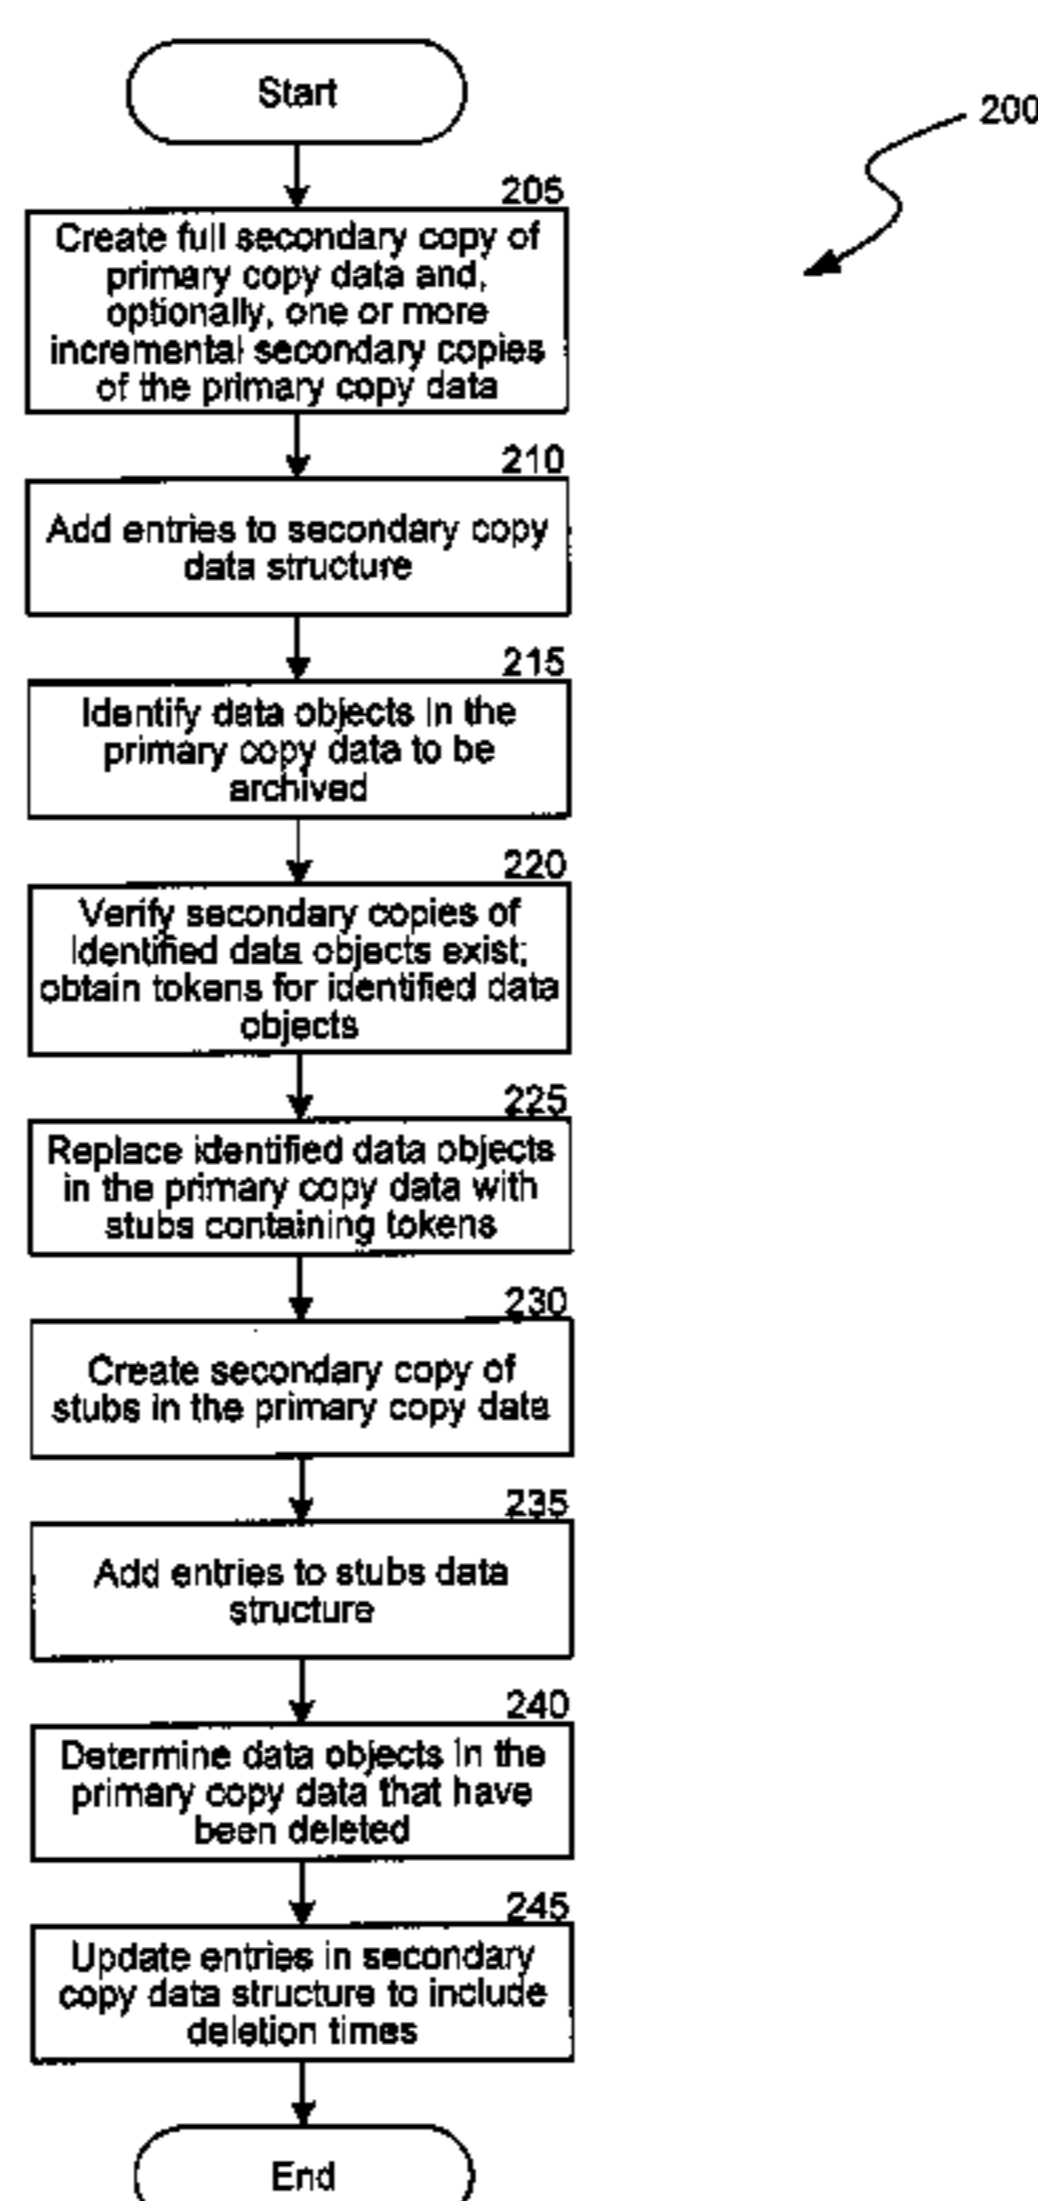 Start
200
205
Create full secondary copy of
primary copy data and,
optionally, one or more
incremental secondary copies
of the primary copy data
210
Add entries to secondary copy
data structure
215
Identify data objects in the
primary copy data to be
archived
220
Verify secondary copies of
identified data objects exist;
obtain tokens for identified data
objects
225
Replace identified data objects
in the primary copy data with
stubs containing tokens
230
Create secondary copy of
stubs in the primary copy data
235
Add entries to stubs data
structure
240
Determine data objects in the
primary copy data that have
been deleted
245
Update entries in secondary
copy data structure to include
deletion times
End